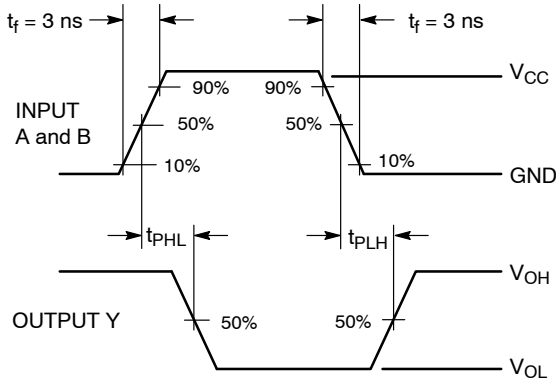 t_f = 3 ns t_f = 3 ns
90% 90% V_CC
INPUT
A and B
50% 50%
10% 10%
GND
t_PHL t_PLH
V_OH
OUTPUT Y 50% 50%
V_OL